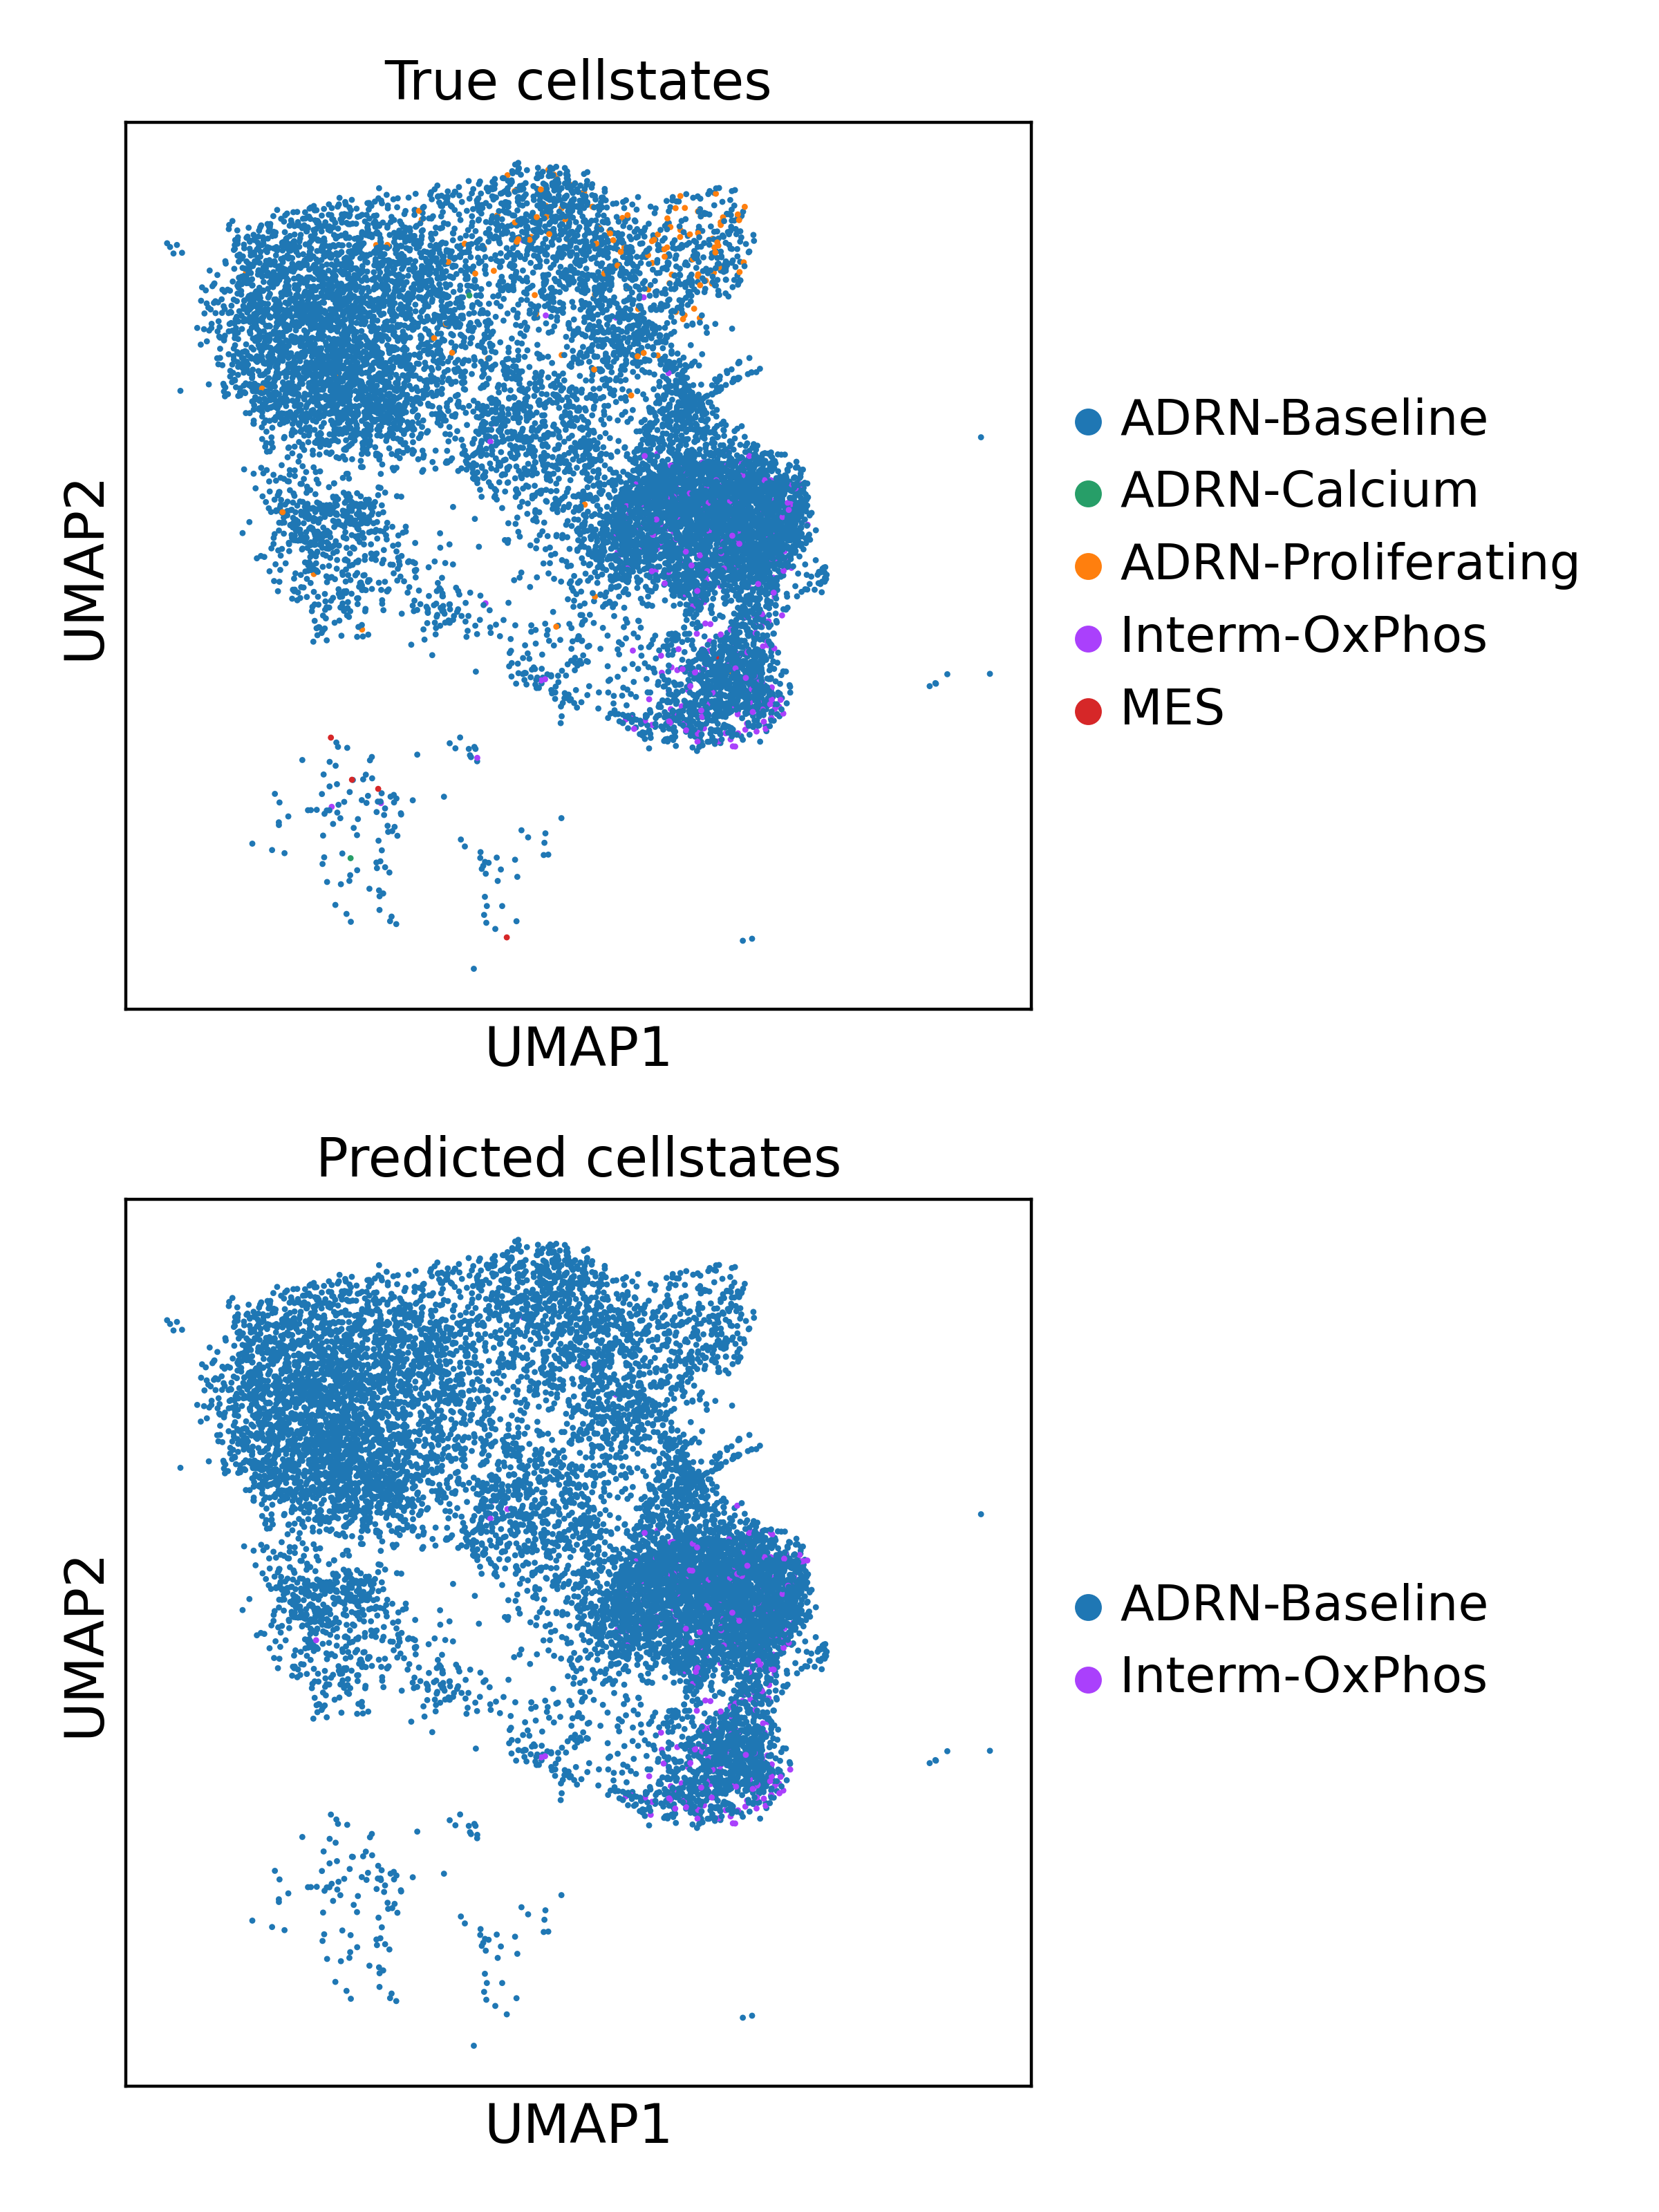 True cellstates
UMAP2
UMAP1
ADRN-Baseline
ADRN-Calcium
ADRN-Proliferating
Interm-OxPhos
MES
Predicted cellstates
UMAP2
UMAP1
ADRN-Baseline
Interm-OxPhos